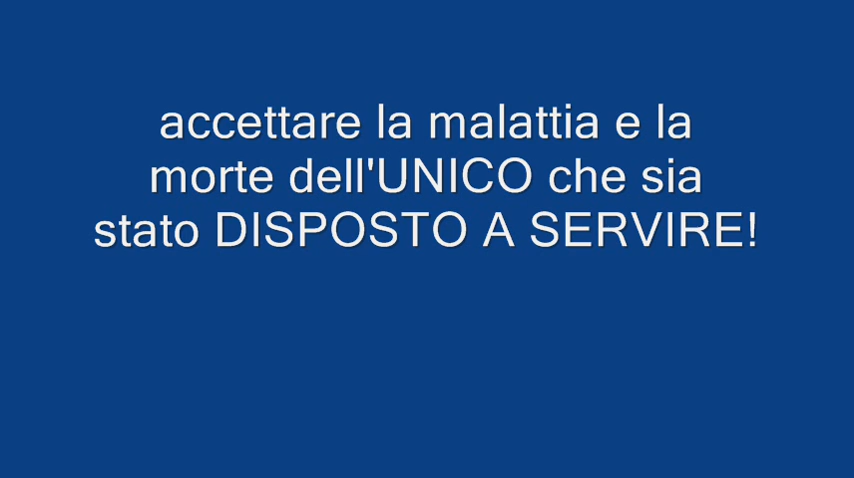 accettare la malattia e la
morte dell'UNICO che sia
stato DISPOSTO A SERVIRE!